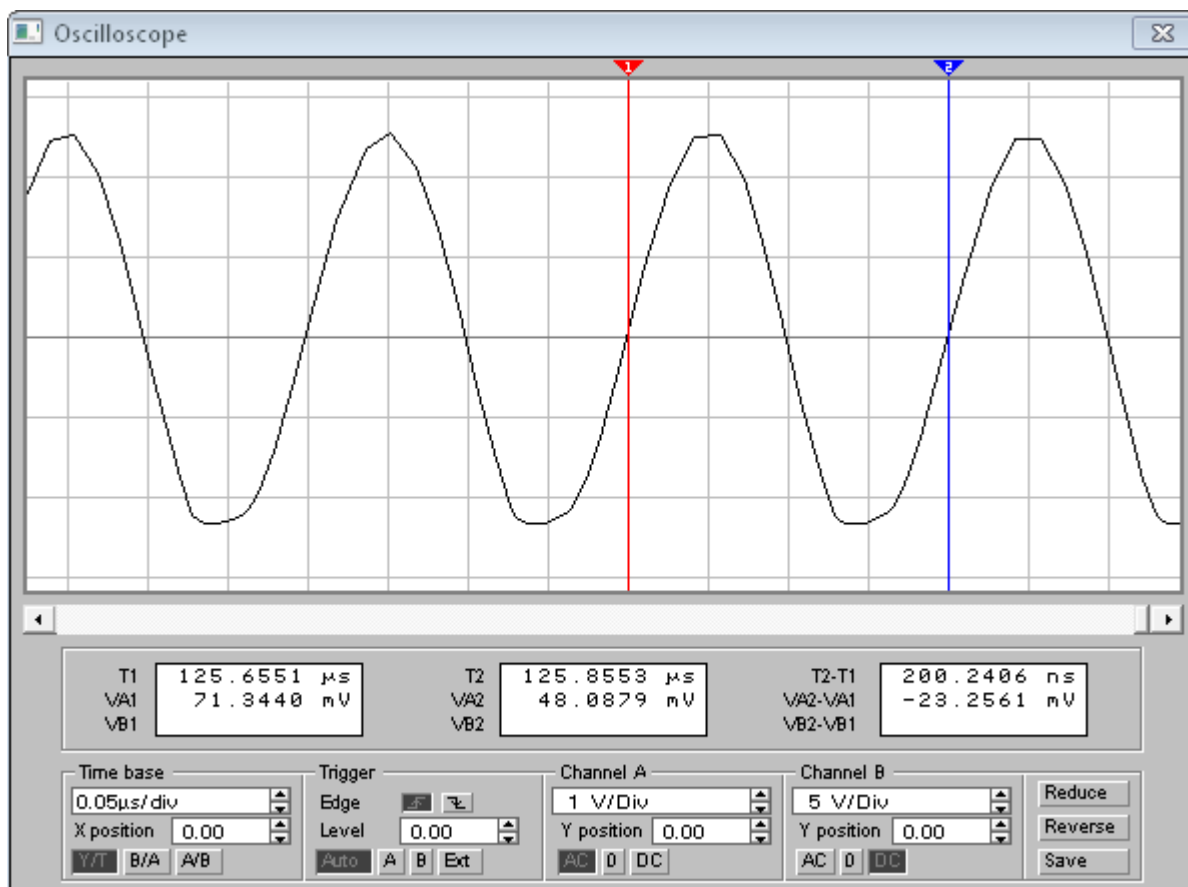 Oscilloscope
1 2
T1 125.6551 µs T2 125.8553 µs T2-T1 200.2406 ns
VA1 71.3440 mV VA2 48.0879 mV VA2-VA1 -23.2561 mV
VB1 VB2 VB2-VB1
Time base Trigger Channel A Channel B
0.05µs/div Edge 1 V/Div 5 V/Div Reduce
X position 0.00 Level 0.00 Y position 0.00 Y position 0.00 Reverse
Y/T B/A A/B Auto A B Ext AC 0 DC AC 0 DC Save